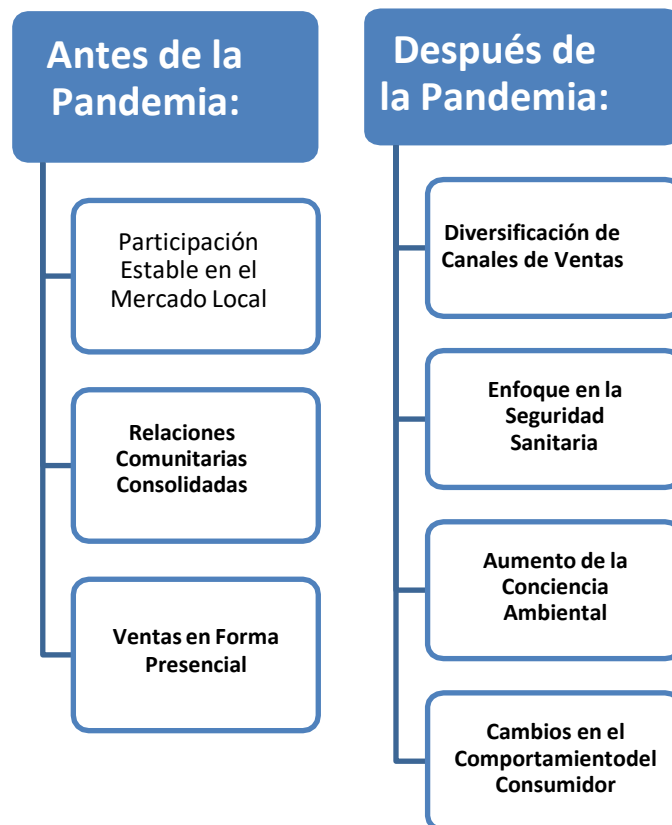 Antes de la
Pandemia:
Participación
Estable en el
Mercado Local
Relaciones
Comunitarias
Consolidadas
Ventas en Forma
Presencial
Después de
la Pandemia:
Diversificación de
Canales de Ventas
Enfoque en la
Seguridad
Sanitaria
Aumento de la
Conciencia
Ambiental
Cambios en el
Comportamientodel
Consumidor